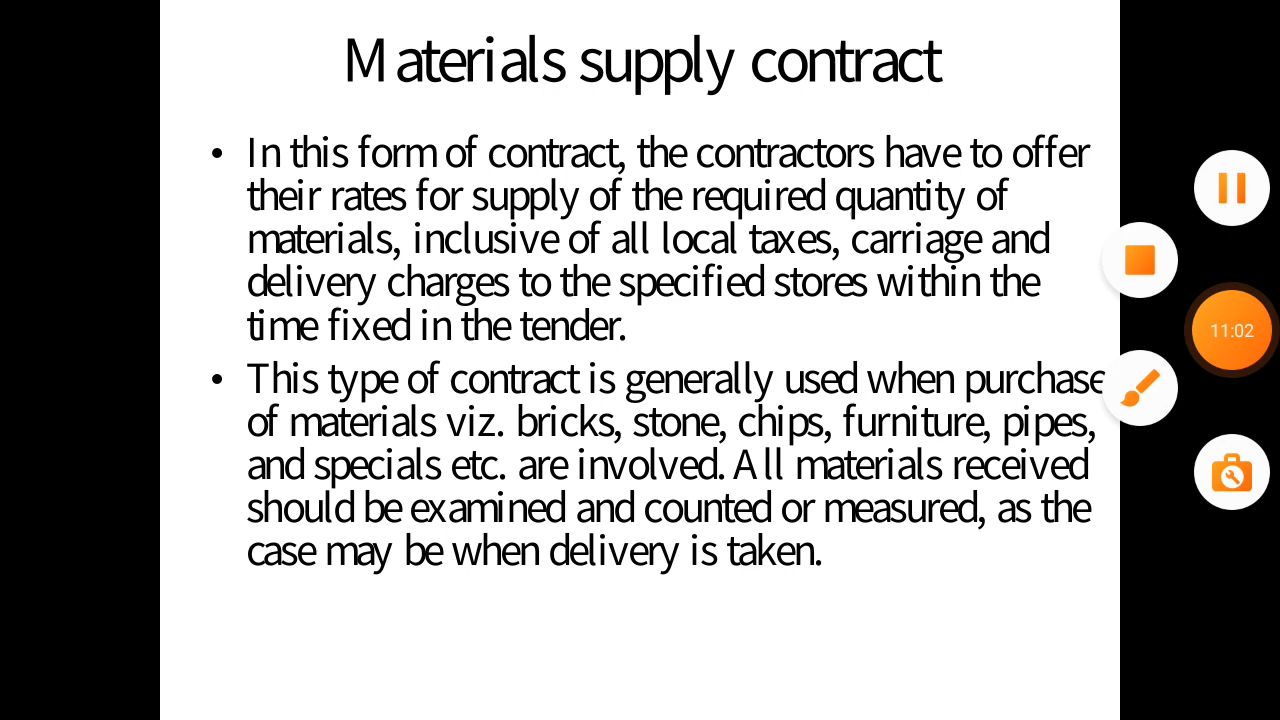 Materials supply contract
• In this form of contract, the contractors have to offer
their rates for supply of the required quantity of
materials, inclusive of all local taxes, carriage and
delivery charges to the specified stores within the
time fixed in the tender.
• This type of contract is generally used when purchase
of materials viz. bricks, stone, chips, furniture, pipes,
and specials etc. are involved. All materials received
should be examined and counted or measured, as the
case may be when delivery is taken.
11:02